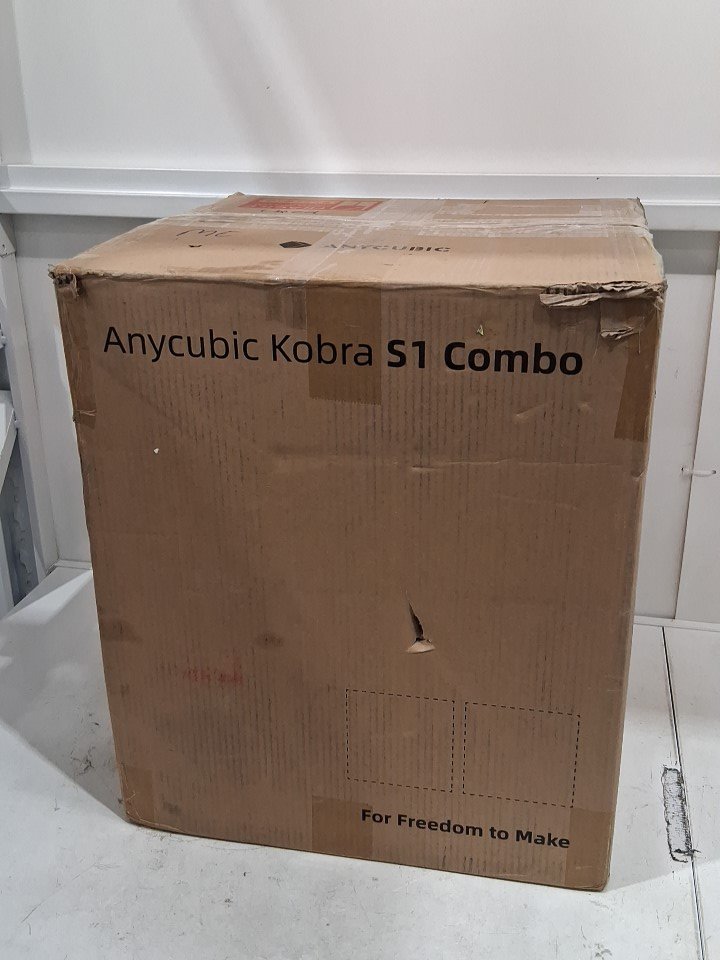 ANYCUBIC
Anycubic Kobra S1 Combo
For Freedom to Make